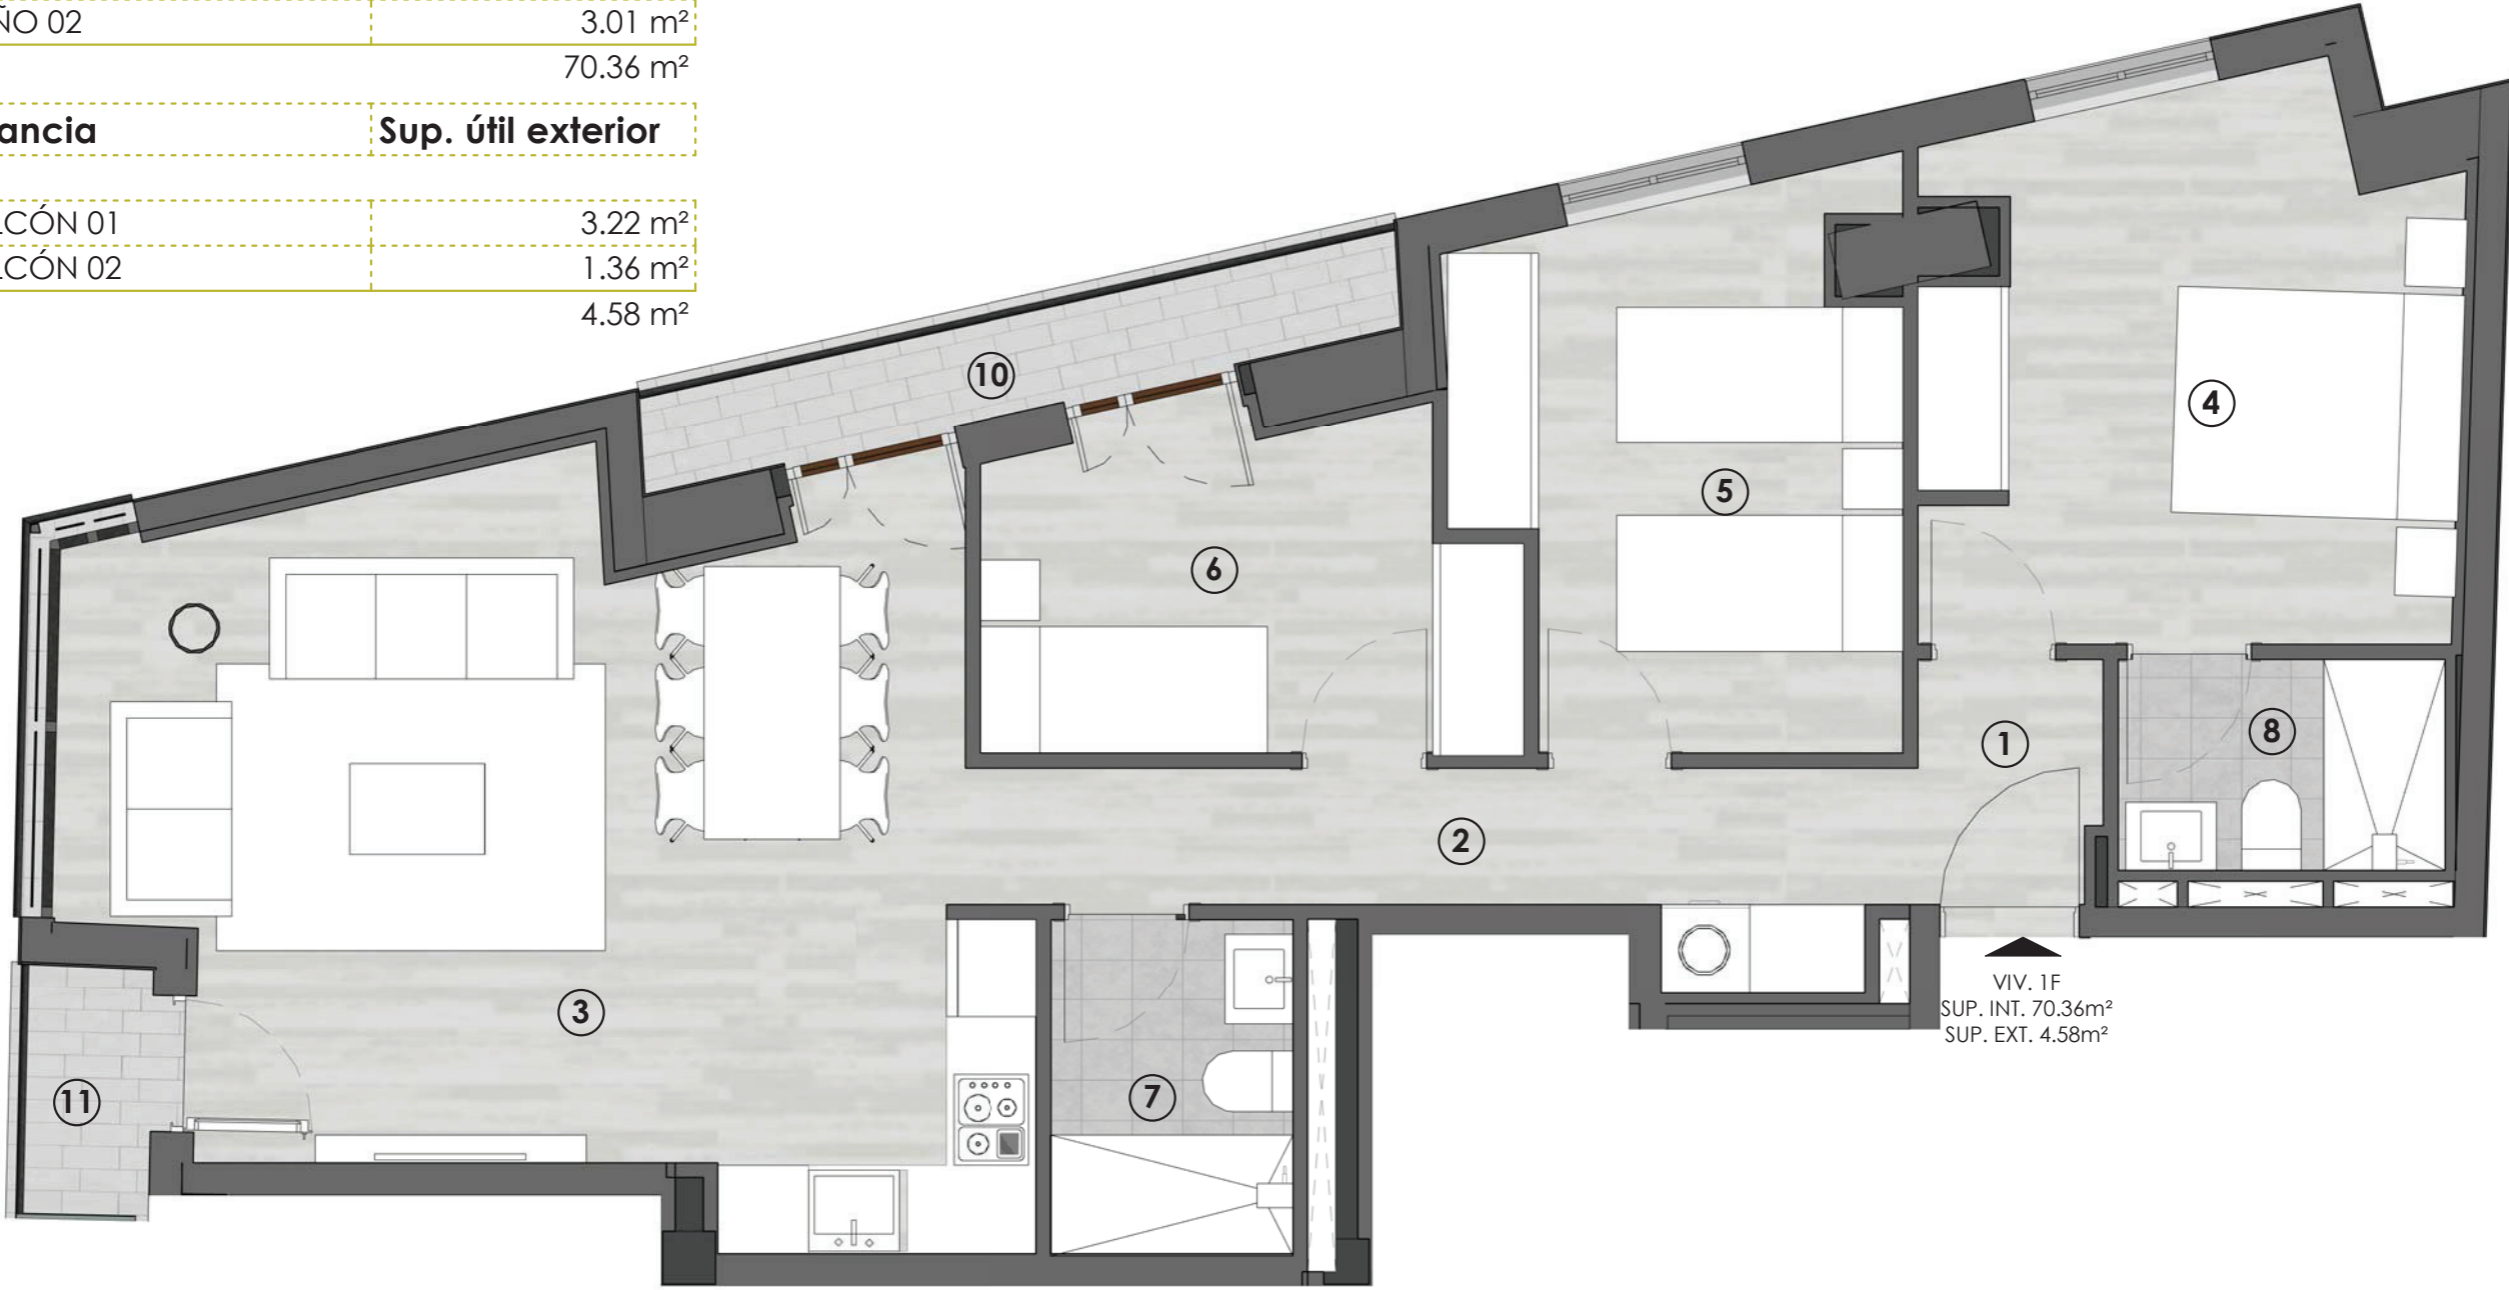 ÑO 02 3.01 m²
70.36 m²
ancia Sup. útil exterior
LCÓN 01 3.22 m²
LCÓN 02 1.36 m²
4.58 m²
10
4
5
6
8
1
2
3
7
11
VIV. 1F
SUP. INT. 70.36m²
SUP. EXT. 4.58m²